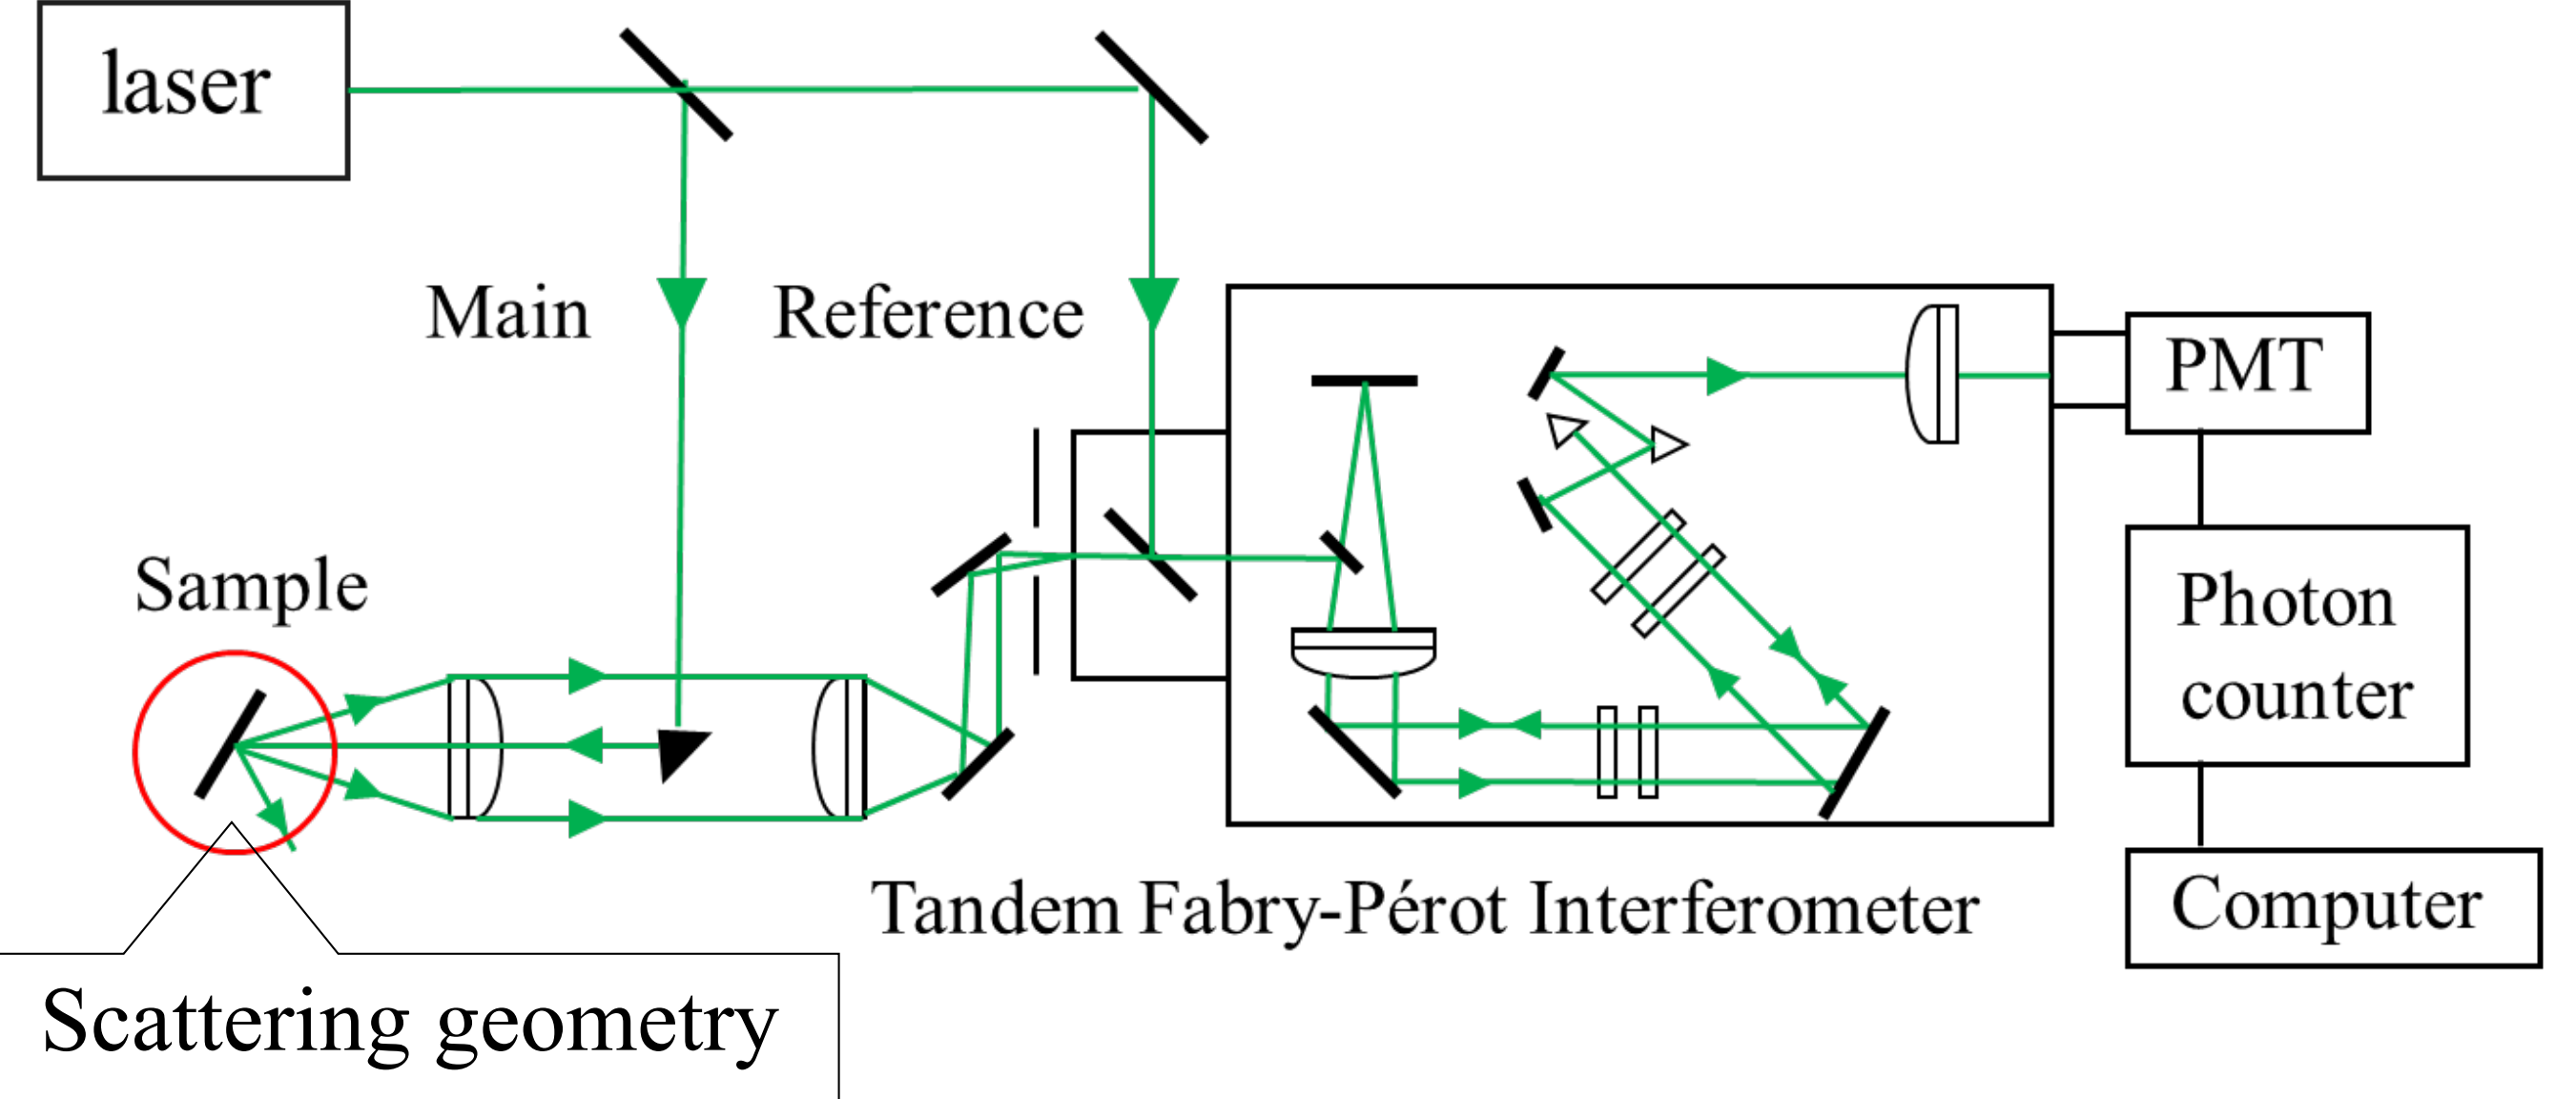 laser
Main
Reference
PMT
Sample
Photon
counter
Tandem Fabry-Pérot Interferometer
Computer
Scattering geometry